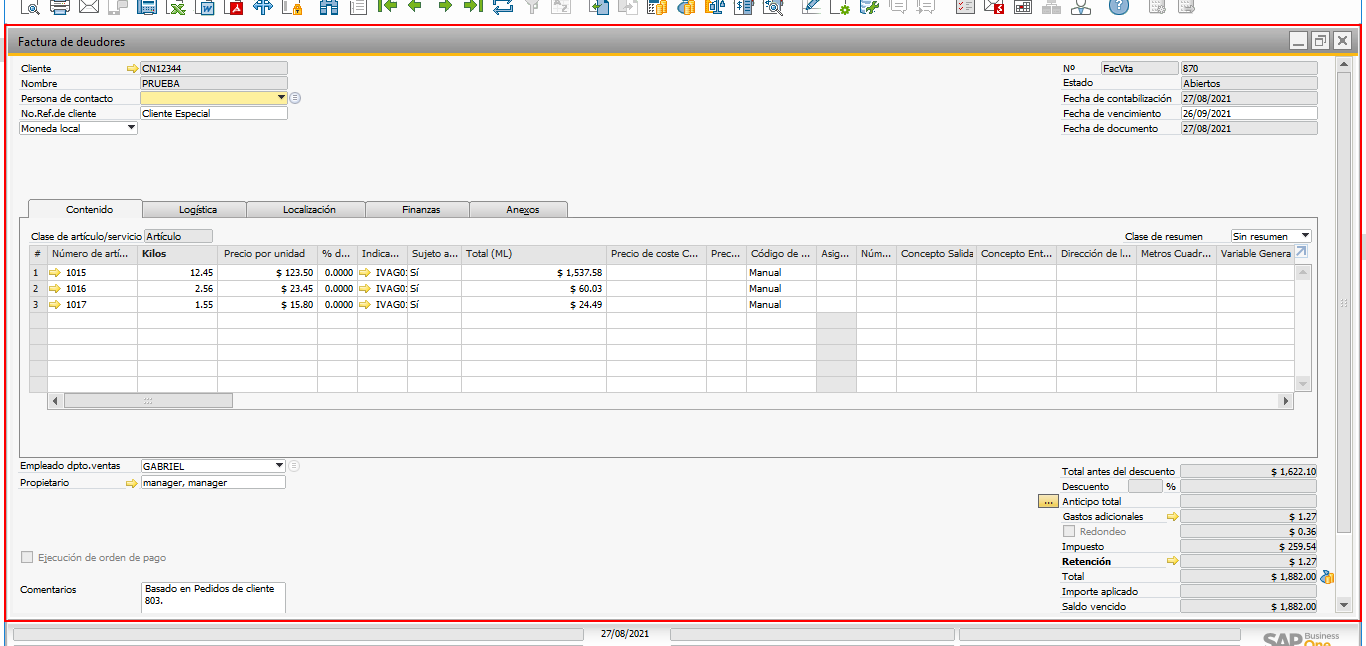 Factura de deudores
Cliente CN12344
Nombre PRUEBA
Persona de contacto
No.Ref.de cliente Cliente Especial
Moneda local
Nº FacVta 870
Estado Abiertos
Fecha de contabilización 27/08/2021
Fecha de vencimiento 26/09/2021
Fecha de documento 27/08/2021
Contenido Logística Localización Finanzas Anexos
Clase de artículo/servicio Artículo
Clase de resumen Sin resumen
# Número de artí... Kilos Precio por unidad % d... Indica... Sujeto a... Total (ML) Precio de coste C... Prec... Código de ... Asig... Núm... Concepto Salida Concepto Ent... Dirección de l... Metros Cuadr... Variable Genera
1 1015 12.45 $ 123.50 0.0000 IVAG01 Sí $ 1,537.58 Manual
2 1016 2.56 $ 23.45 0.0000 IVAG01 Sí $ 60.03 Manual
3 1017 1.55 $ 15.80 0.0000 IVAG01 Sí $ 24.49 Manual
Empleado dpto.ventas GABRIEL
Propietario manager, manager
Ejecución de orden de pago
Comentarios Basado en Pedidos de cliente
803.
Total antes del descuento $ 1,622.10
Descuento %
... Anticipo total
Gastos adicionales $ 1.27
Redondeo $ 0.36
Impuesto $ 259.54
Retención $ 1.27
Total $ 1,882.00
Importe aplicado
Saldo vencido $ 1,882.00
27/08/2021
SAP Business
One